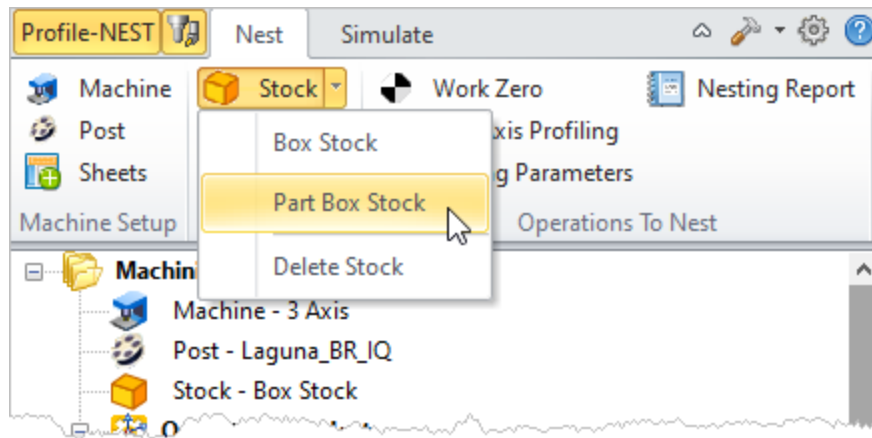 Profile-NEST Nest Simulate
Machine Stock Work Zero Nesting Report
Post Box Stock xis Profiling
Sheets Part Box Stock g Parameters
Machine Setup Delete Stock Operations To Nest
Machini
Machine - 3 Axis
Post - Laguna_BR_IQ
Stock - Box Stock